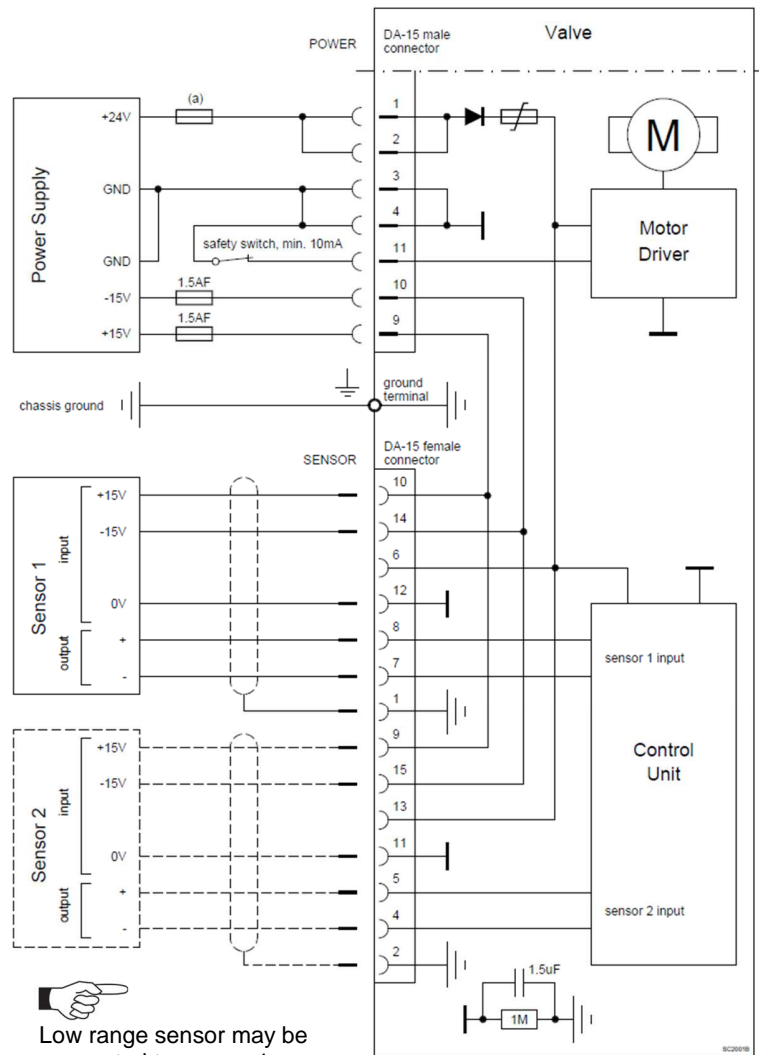 POWER
DA-15 male
connector
Valve
Power Supply
+24V
(a)
1
2
M
GND
3
4
safety switch, min. 10mA
GND
11
Motor
Driver
1.5AF
-15V
10
1.5AF
+15V
9
chassis ground
ground
terminal
SENSOR
DA-15 female
connector
Sensor 1
input
+15V
10
-15V
14
6
0V
12
output
+
8
sensor 1 input
-
7
1
Control
Unit
Sensor 2
input
+15V
9
-15V
15
13
0V
11
output
+
5
sensor 2 input
-
4
2
1.5uF
1M
Low range sensor may be
SC2001B